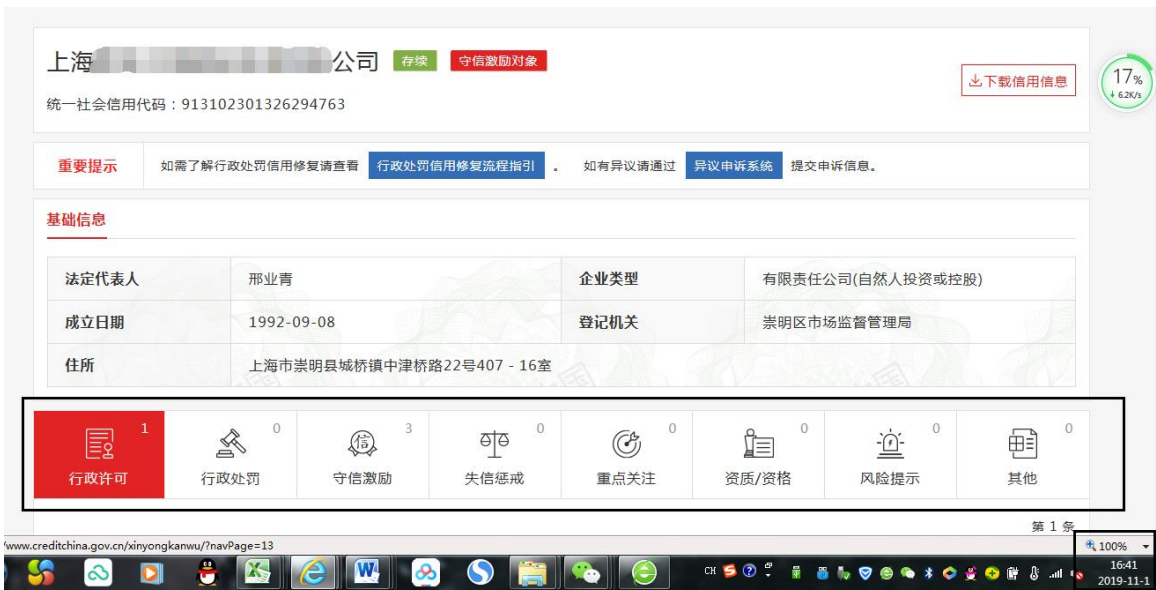 上海 公司 存续 守信激励对象
下载信用信息
17%
6.2K/s
统一社会信用代码：913102301326294763
重要提示 如需了解行政处罚信用修复请查看 行政处罚信用修复流程指引 。 如有异议请通过 异议申诉系统 提交申诉信息。
基础信息
法定代表人 邢业青 企业类型 有限责任公司(自然人投资或控股)
成立日期 1992-09-08 登记机关 崇明区市场监督管理局
住所 上海市崇明县城桥镇中津桥路22号407-16室
1 0 3 0 0 0 0 0
信
行政许可 行政处罚 守信激励 失信惩戒 重点关注 资质/资格 风险提示 其他
第 1 条
/www.creditchina.gov.cn/xinyongkanwu/?navPage=13
100%
CH
16:41
2019-11-1